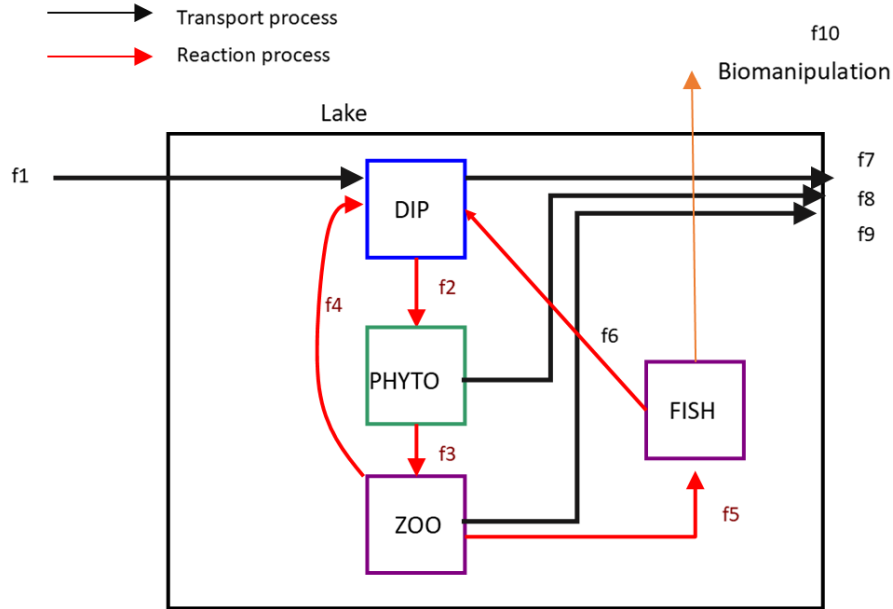 Transport process
Reaction process
f10
Biomanipulation
Lake
f1
f7
DIP
f8
f9
f2
f4
f6
PHYTO
FISH
f3
ZOO
f5